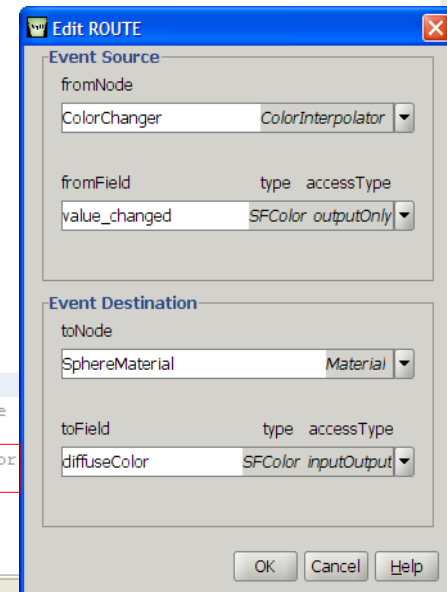 Edit ROUTE
Event Source
fromNode
ColorChanger ColorInterpolator
fromField type accessType
value_changed SFColor outputOnly
Event Destination
toNode
SphereMaterial Material
toField type accessType
diffuseColor SFColor inputOutput
OK Cancel Help